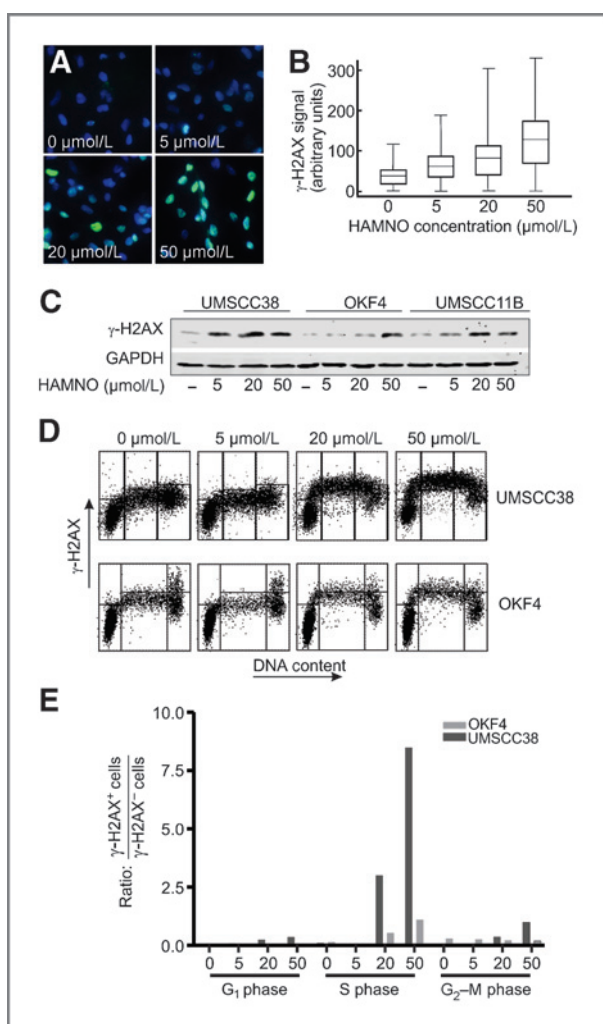 A
0 μmol/L
5 μmol/L
20 μmol/L
50 μmol/L
B
γ-H2AX signal
(arbitrary units)
300
200
100
0
0 5 20 50
HAMNO concentration (μmol/L)
C
UMSCC38 OKF4 UMSCC11B
γ-H2AX
GAPDH
HAMNO (μmol/L) – 5 20 50 – 5 20 50 – 5 20 50
D
0 μmol/L 5 μmol/L 20 μmol/L 50 μmol/L
γ-H2AX
UMSCC38
OKF4
DNA content
E
Ratio: γ-H2AX⁺ cells
γ-H2AX⁻ cells
10.0
7.5
5.0
2.5
0.0
OKF4
UMSCC38
0 5 20 50 0 5 20 50 0 5 20 50
G₁ phase S phase G₂–M phase